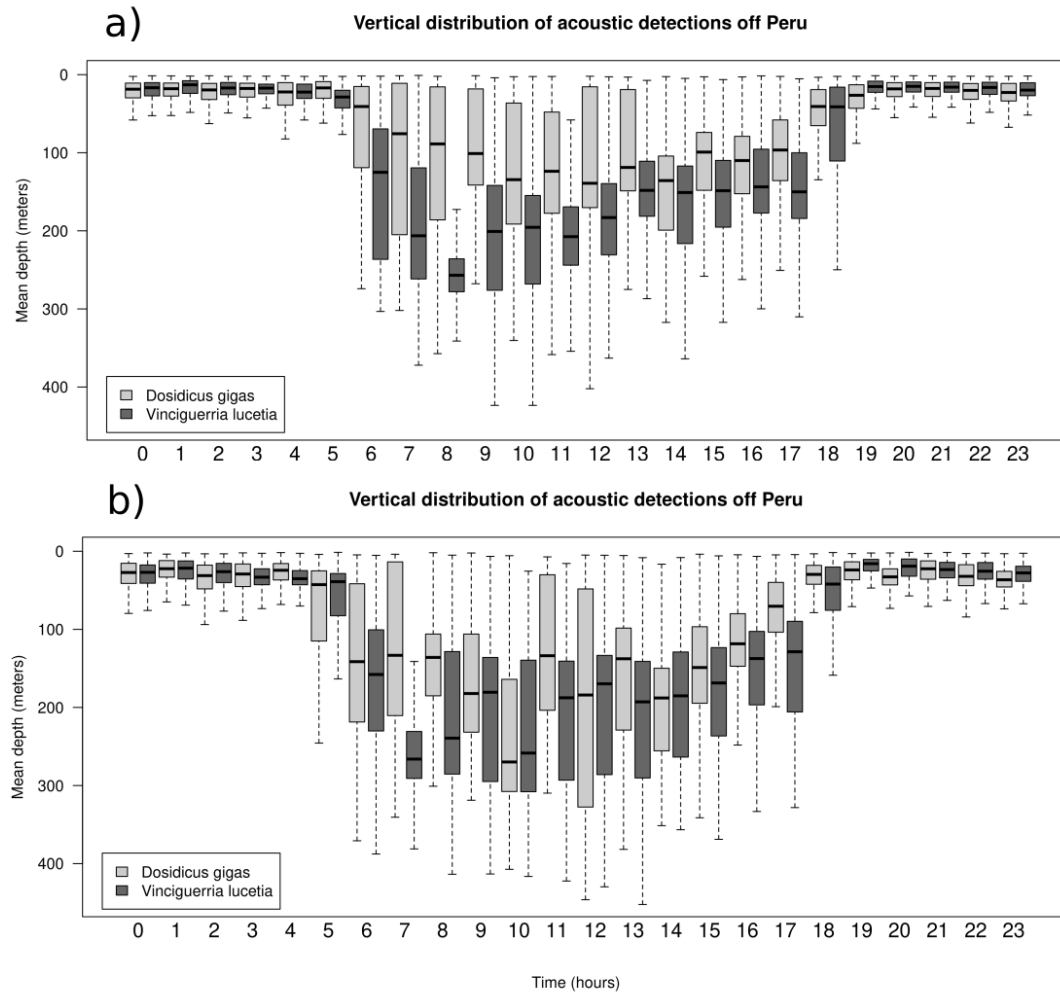 a)
Vertical distribution of acoustic detections off Peru
Mean depth (meters)
0
100
200
300
400
Dosidicus gigas
Vinciguerria lucetia
0 1 2 3 4 5 6 7 8 9 10 11 12 13 14 15 16 17 18 19 20 21 22 23
b)
Vertical distribution of acoustic detections off Peru
Mean depth (meters)
0
100
200
300
400
Dosidicus gigas
Vinciguerria lucetia
0 1 2 3 4 5 6 7 8 9 10 11 12 13 14 15 16 17 18 19 20 21 22 23
Time (hours)